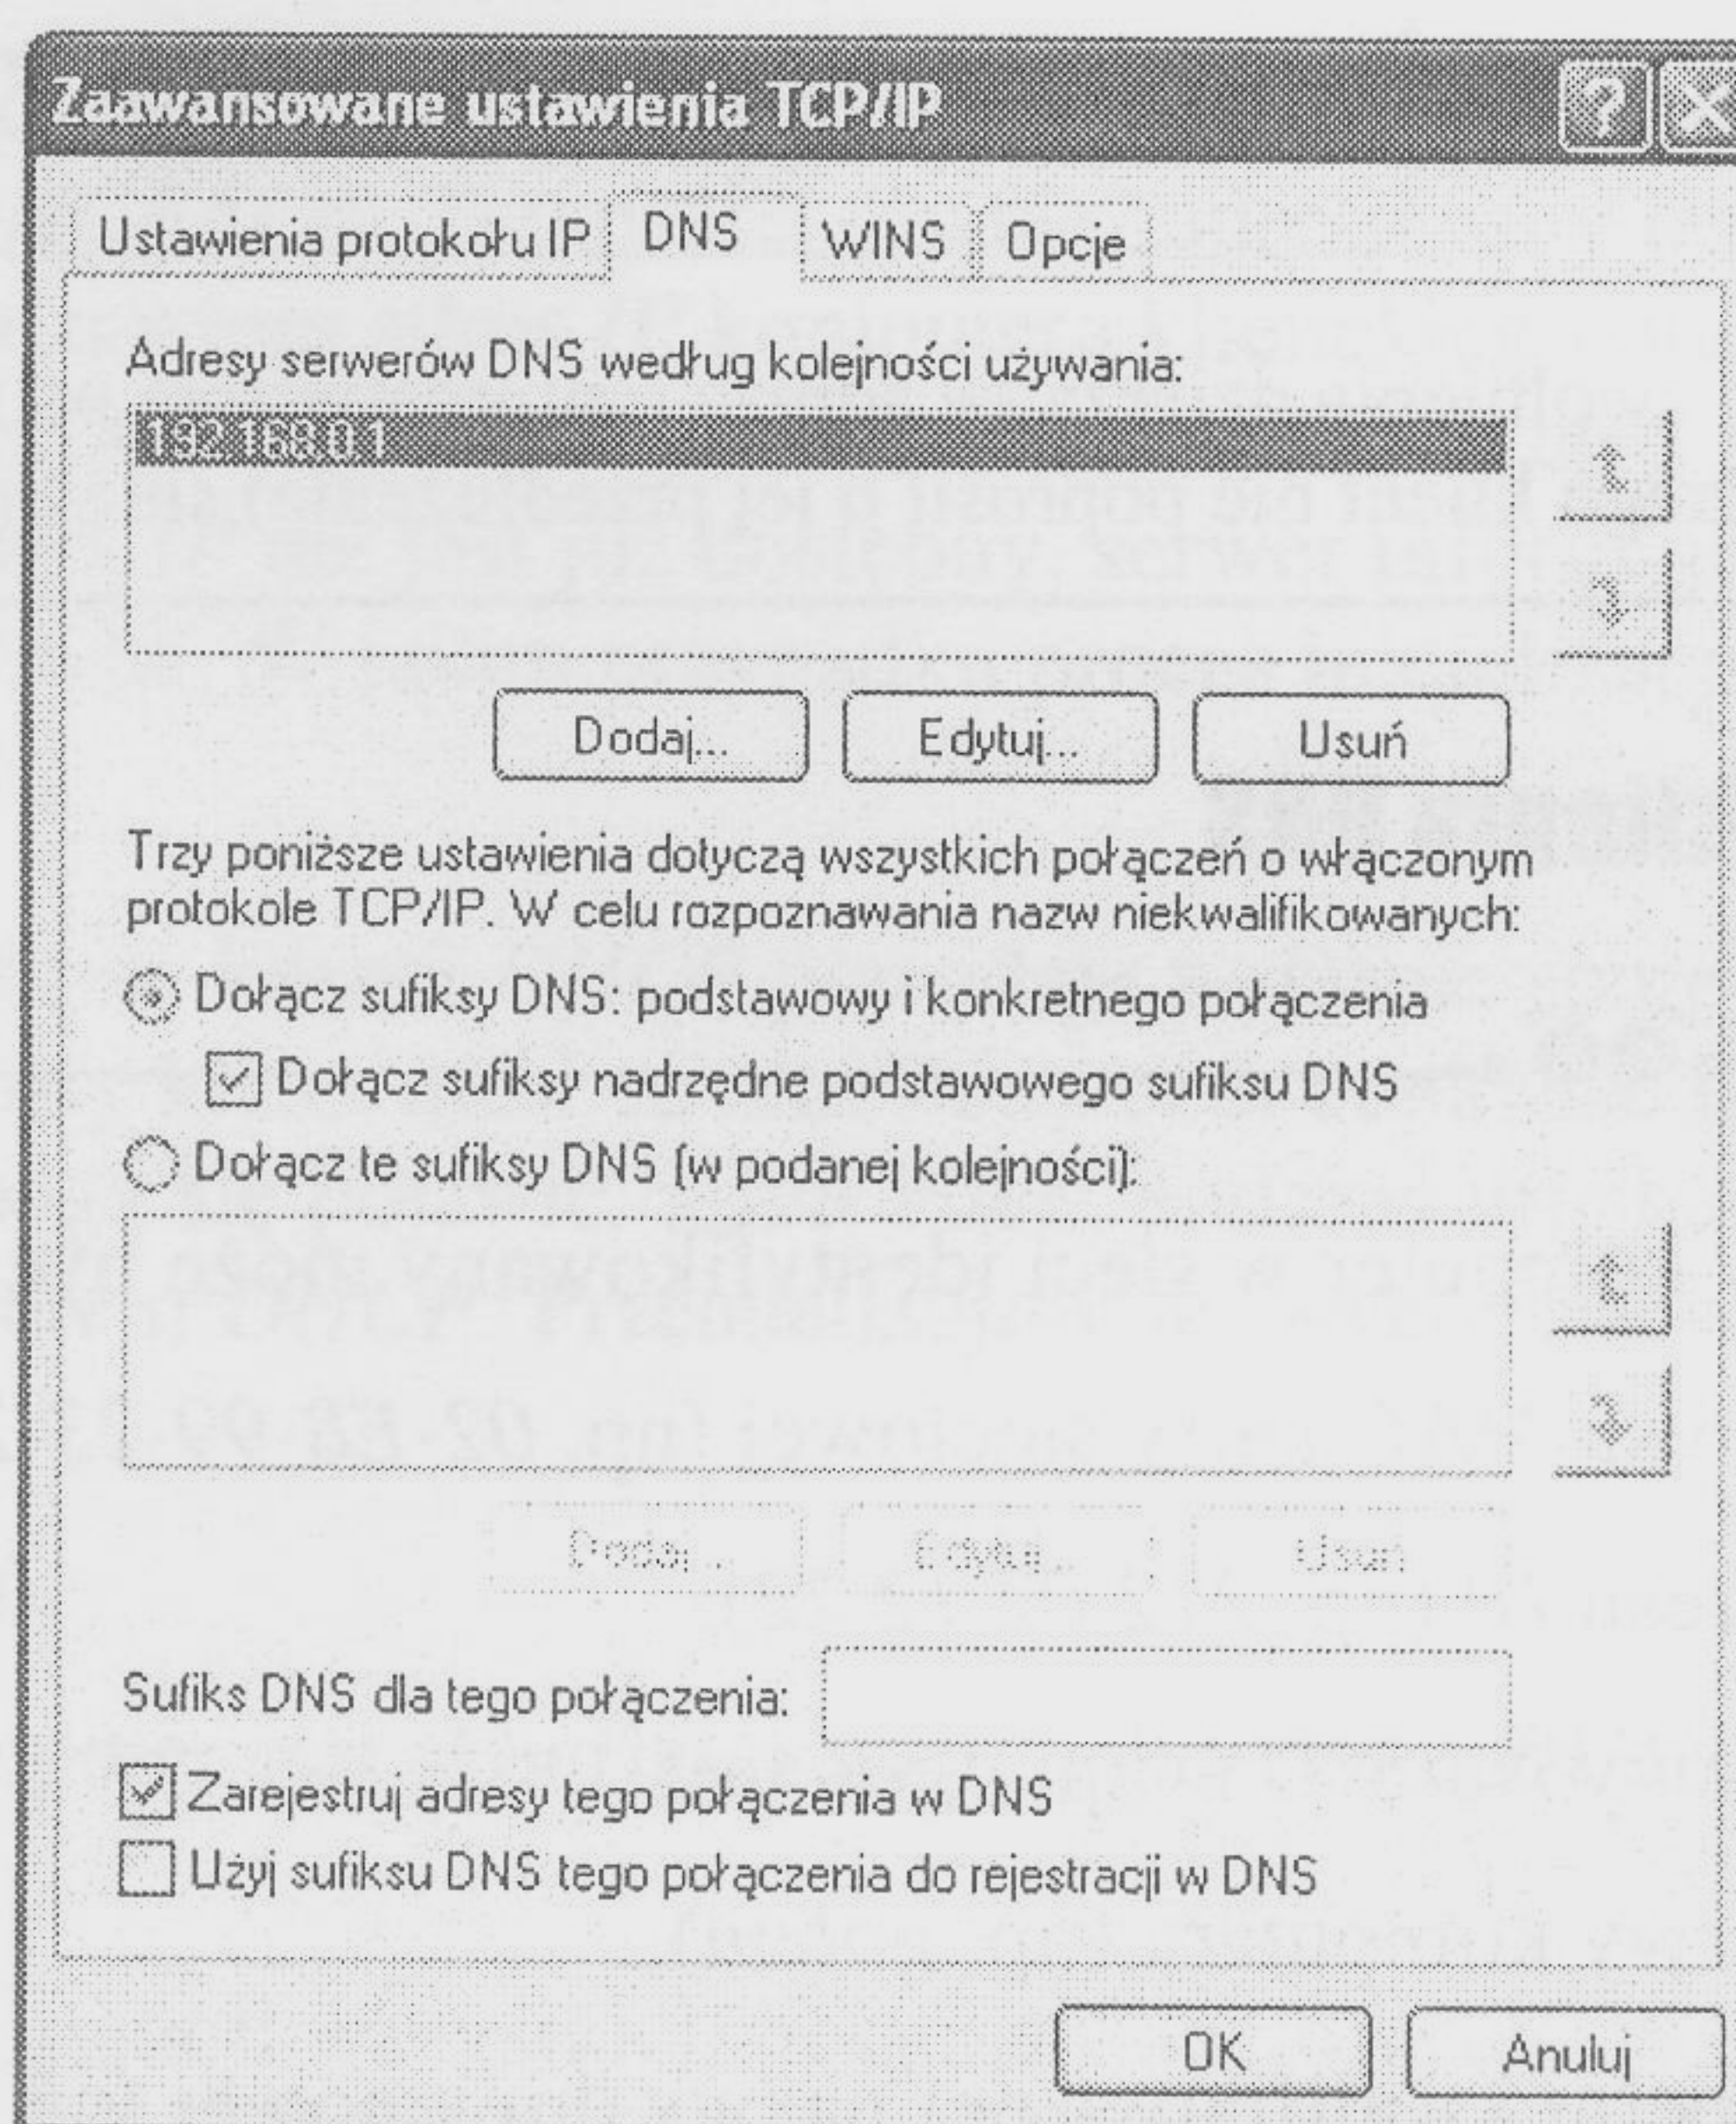 Zaawansowane ustawienia TCP/IP
Ustawienia protokołu IP DNS WINS Opcje
Adresy serwerów DNS według kolejności używania:
192.168.0.1
Dodaj... Edytuj... Usuń
Trzy poniższe ustawienia dotyczą wszystkich połączeń o włączonym
protokole TCP/IP. W celu rozpoznawania nazw niekwalifikowanych:
Dołącz sufiksy DNS: podstawowy i konkretnego połączenia
Dołącz sufiksy nadrzędne podstawowego sufiksu DNS
Dołącz te sufiksy DNS (w podanej kolejności):
Dodaj... Edytuj... Usuń
Sufiks DNS dla tego połączenia:
Zarejestruj adresy tego połączenia w DNS
Użyj sufiksu DNS tego połączenia do rejestracji w DNS
OK Anuluj